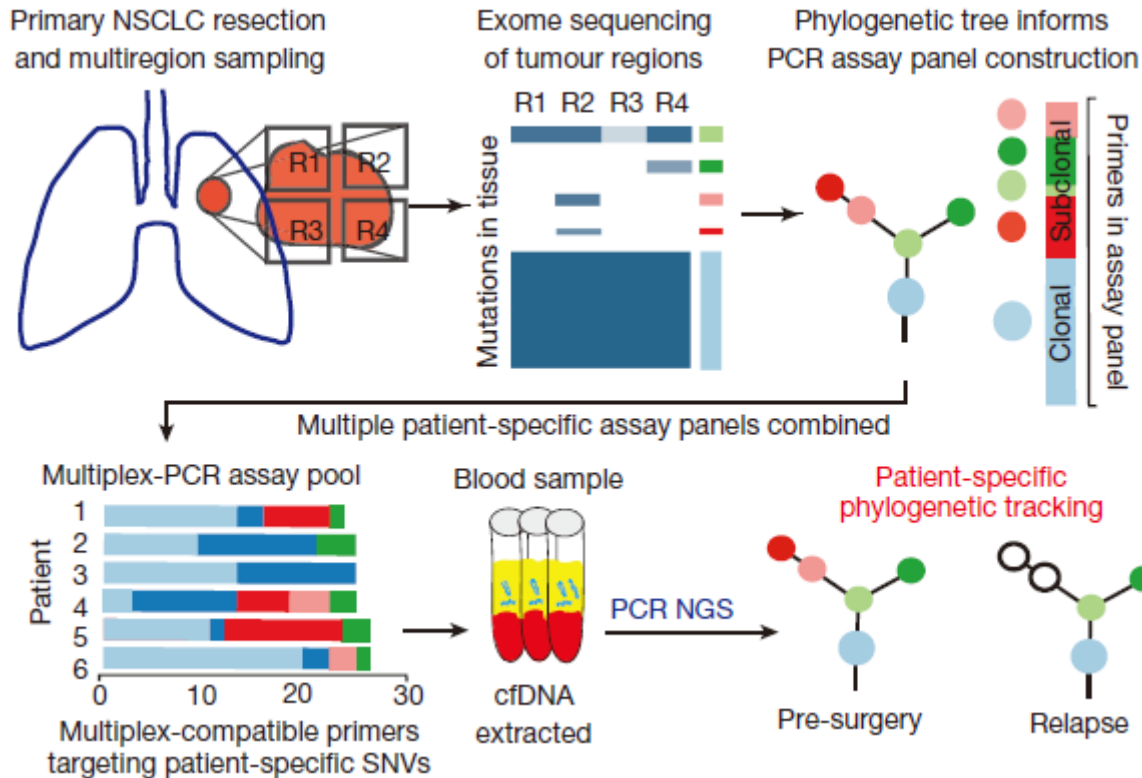 Primary NSCLC resection
and multiregion sampling
R1
R2
R3
R4
Exome sequencing
of tumour regions
R1 R2 R3 R4
Mutations in tissue
Phylogenetic tree informs
PCR assay panel construction
Subclonal
Clonal
Primers in assay panel
Multiple patient-specific assay panels combined
Multiplex-PCR assay pool
Patient
1
2
3
4
5
6
0 10 20 30
Multiplex-compatible primers
targeting patient-specific SNVs
Blood sample
cfDNA
extracted
PCR NGS
Patient-specific
phylogenetic tracking
Pre-surgery
Relapse